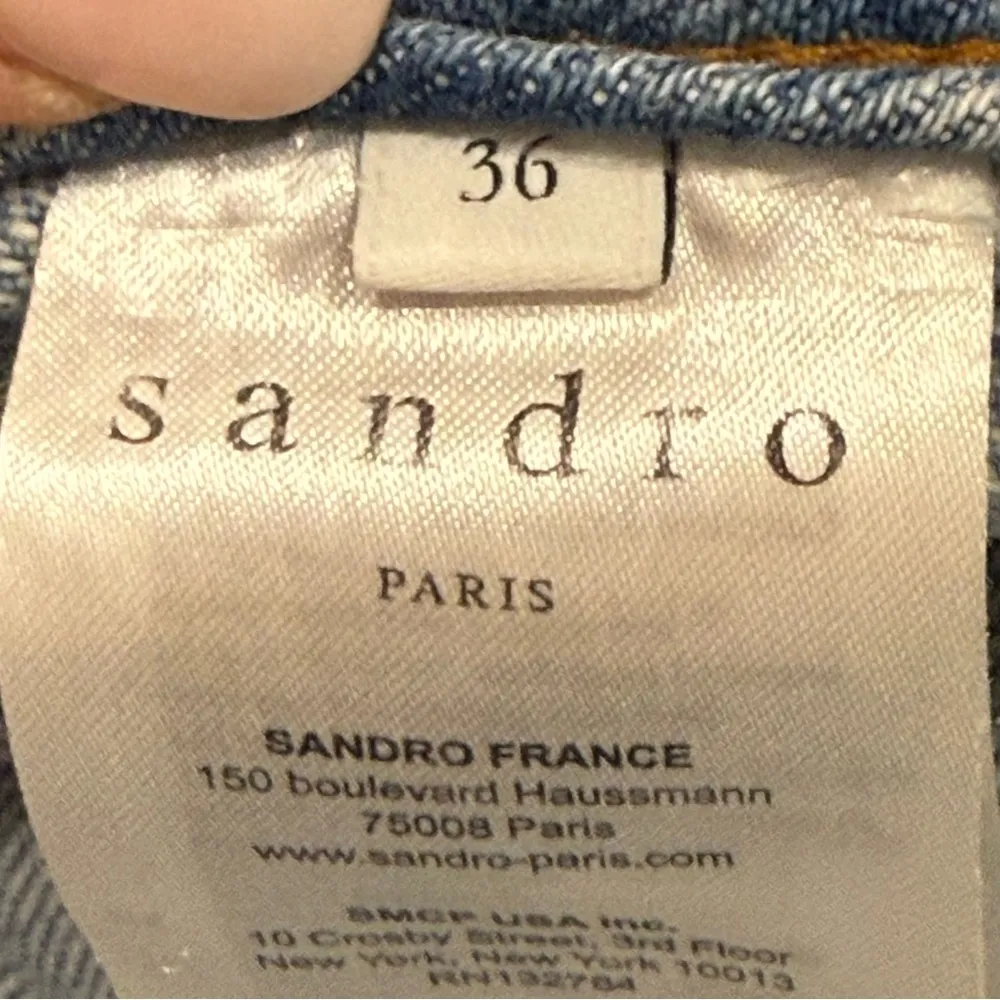 36
sandro
PARIS
SANDRO FRANCE
150 boulevard Haussmann
75008 Paris
www.sandro-paris.com
SMCP USA Inc.
10 Crosby Street, 3rd Floor
New York, New York 10013
RN132784